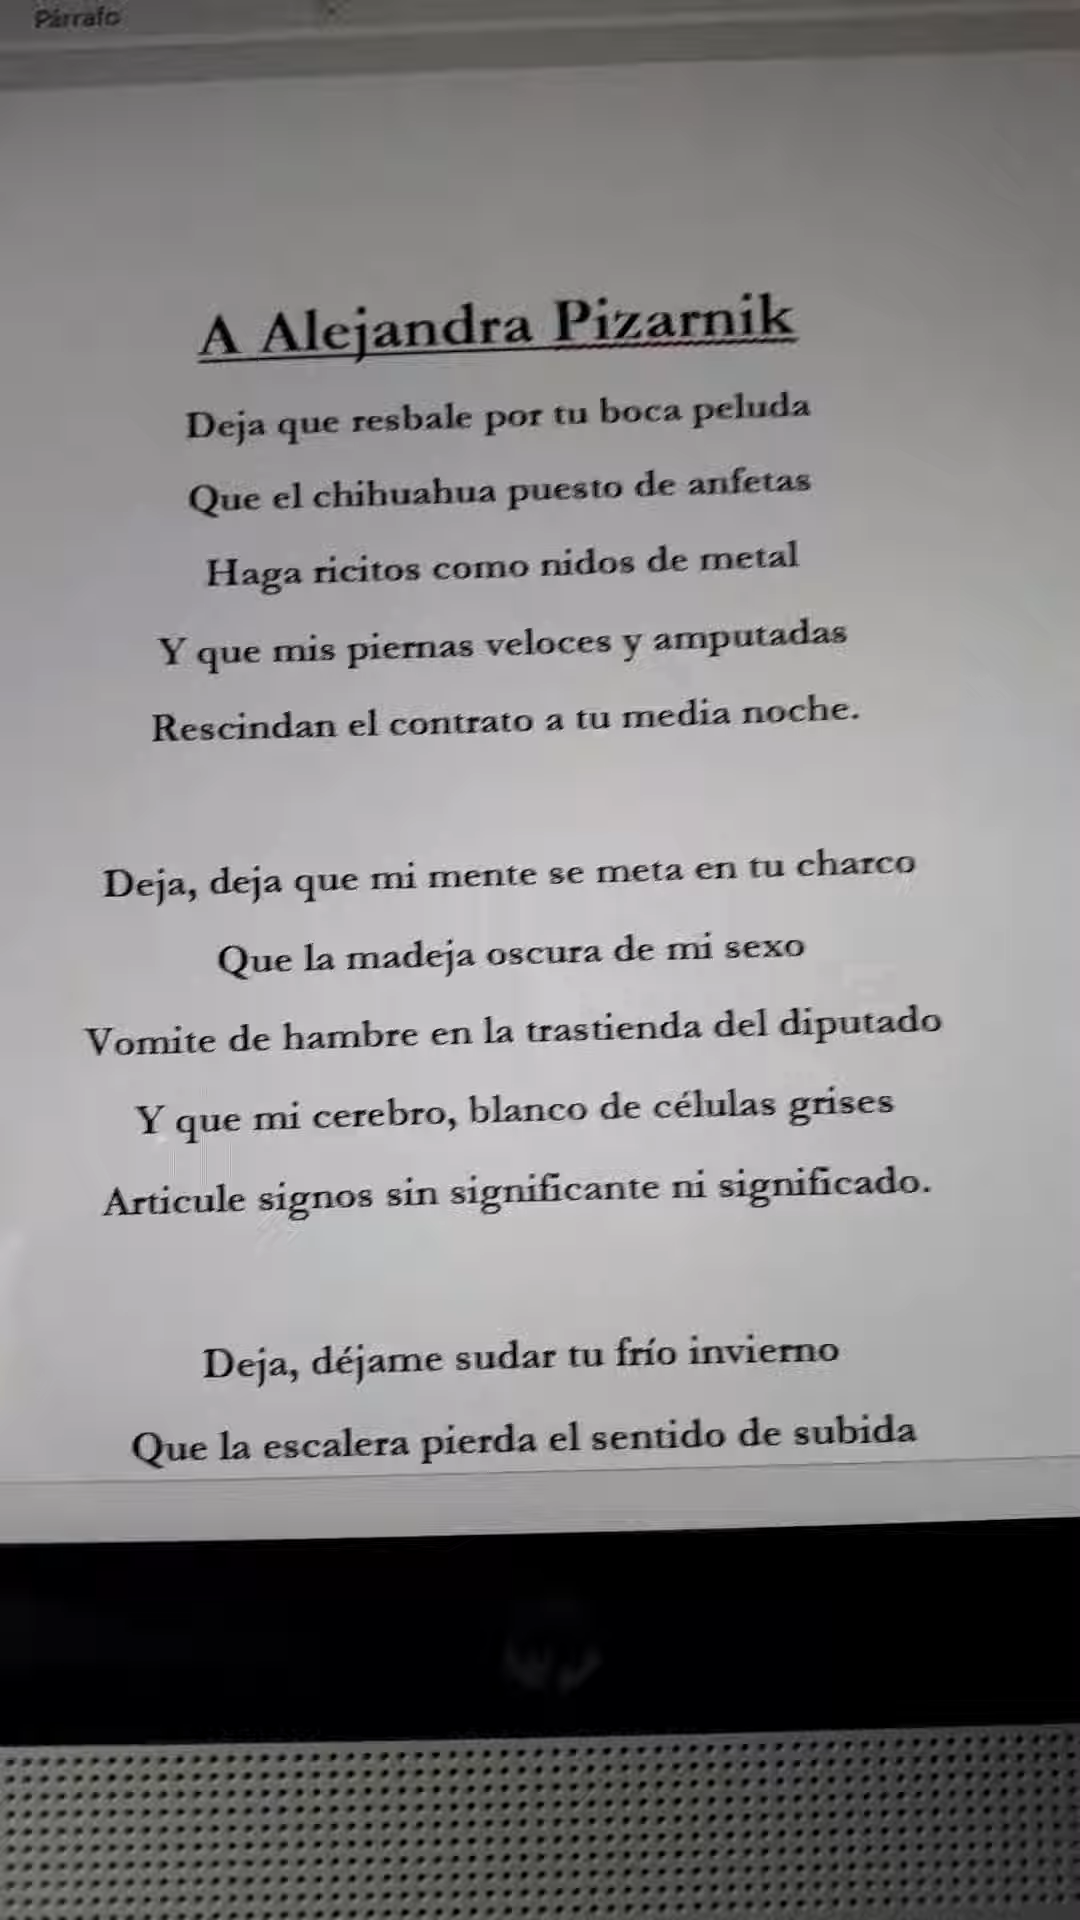 Párrafo
A Alejandra Pizarnik
Deja que resbale por tu boca peluda
Que el chihuahua puesto de anfetas
Haga ricitos como nidos de metal
Y que mis piernas veloces y amputadas
Rescindan el contrato a tu media noche.
Deja, deja que mi mente se meta en tu charco
Que la madeja oscura de mi sexo
Vomite de hambre en la trastienda del diputado
Y que mi cerebro, blanco de células grises
Articule signos sin significante ni significado.
Deja, déjame sudar tu frío invierno
Que la escalera pierda el sentido de subida